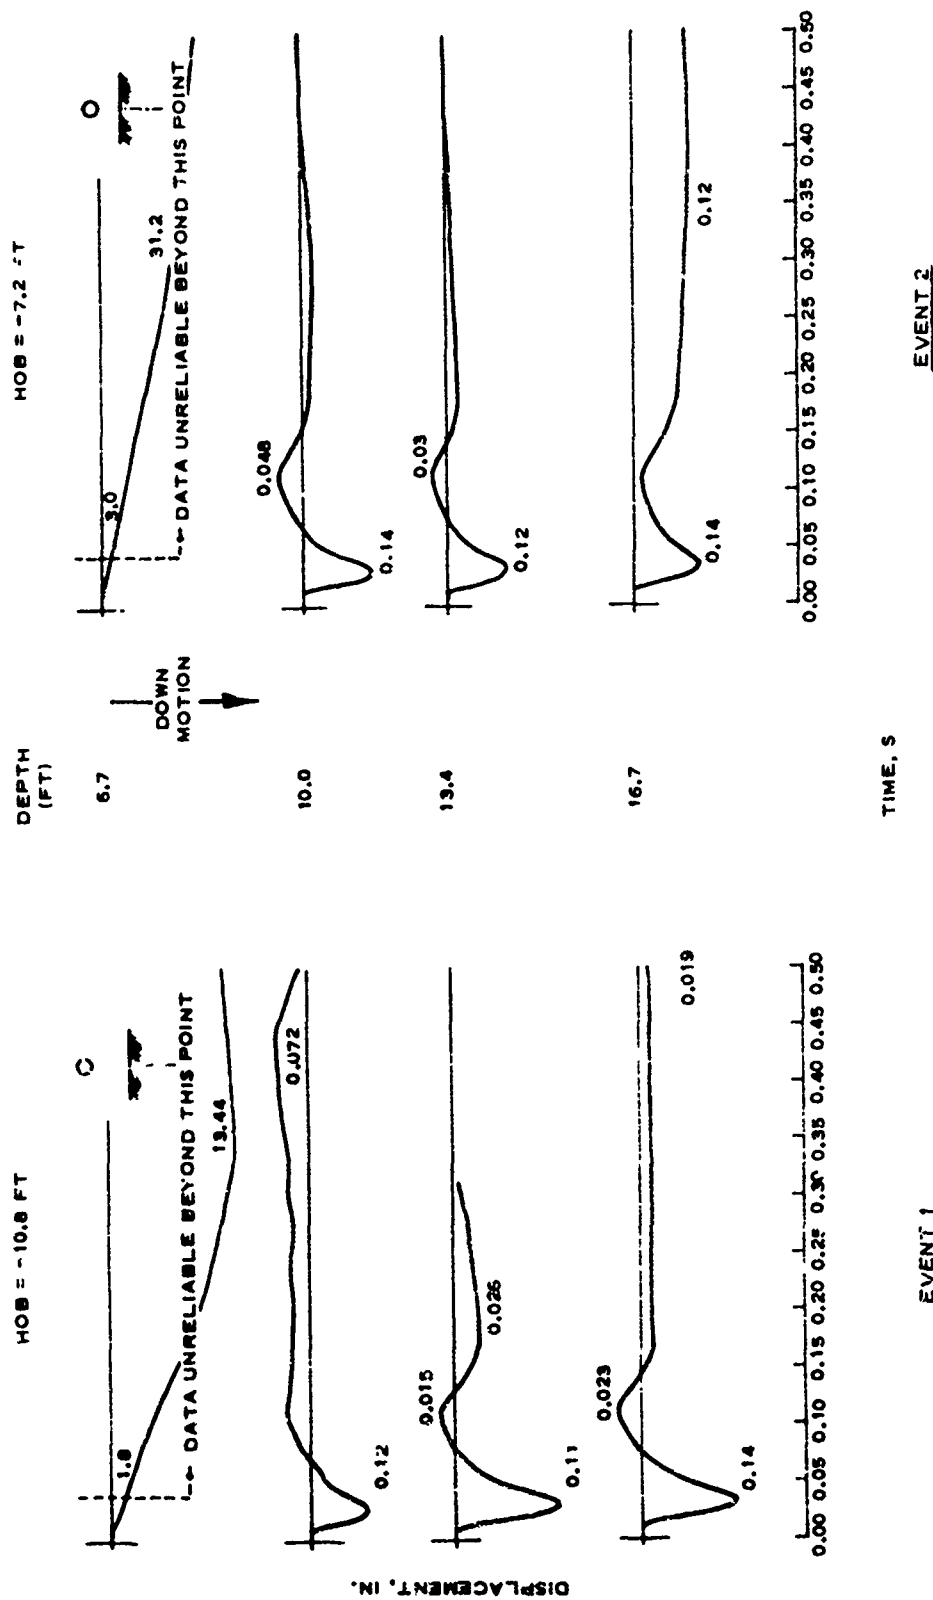 HOB = -10.8 FT
DEPTH
(FT)
HOB = -7.2 FT
DISPLACEMENT, IN.
1.8
DATA UNRELIABLE BEYOND THIS POINT
13.44
6.7
DOWN
MOTION
3.0
31.2
DATA UNRELIABLE BEYOND THIS POINT
0.12
0.072
10.0
0.14
0.048
0.11
0.015
0.026
13.4
0.12
0.03
0.14
0.023
0.019
16.7
0.14
0.12
0.00 0.05 0.10 0.15 0.20 0.25 0.30 0.35 0.40 0.45 0.50
0.00 0.05 0.10 0.15 0.20 0.25 0.30 0.35 0.40 0.45 0.50
TIME, S
EVENT 1
EVENT 2